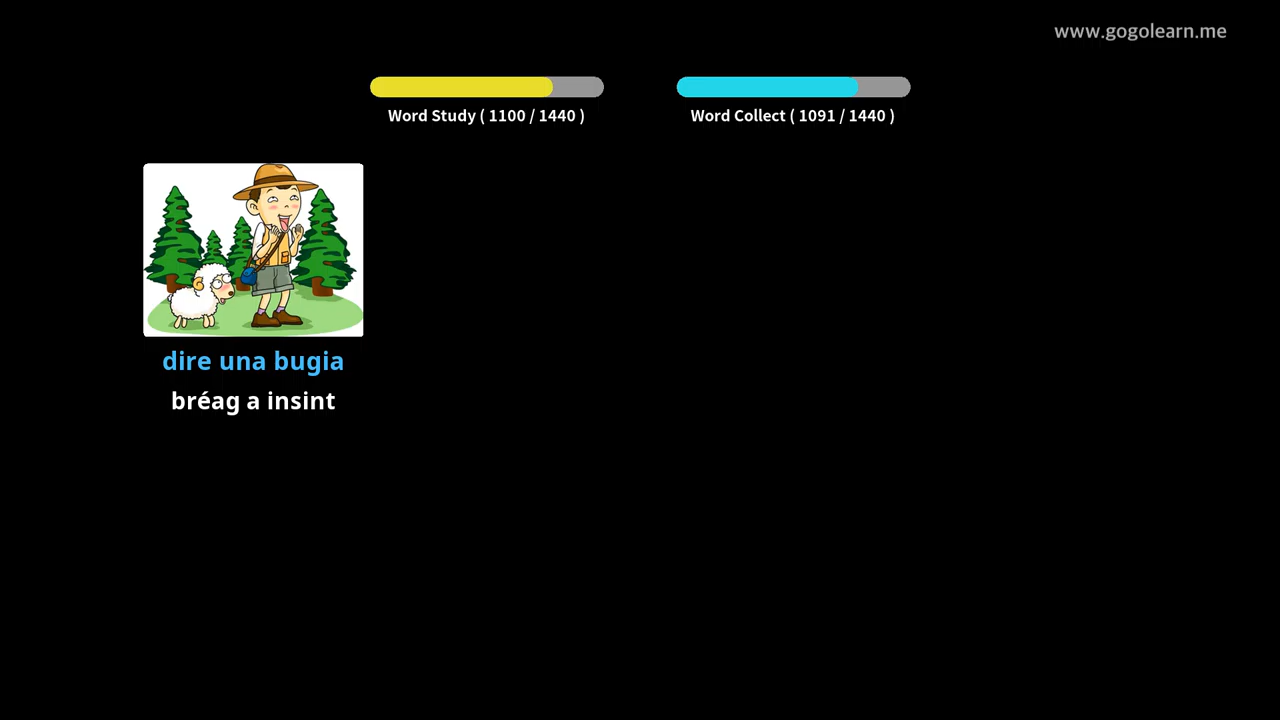 www.gogolearn.me
Word Study ( 1100 / 1440 )
Word Collect ( 1091 / 1440 )
dire una bugia
bréag a insint